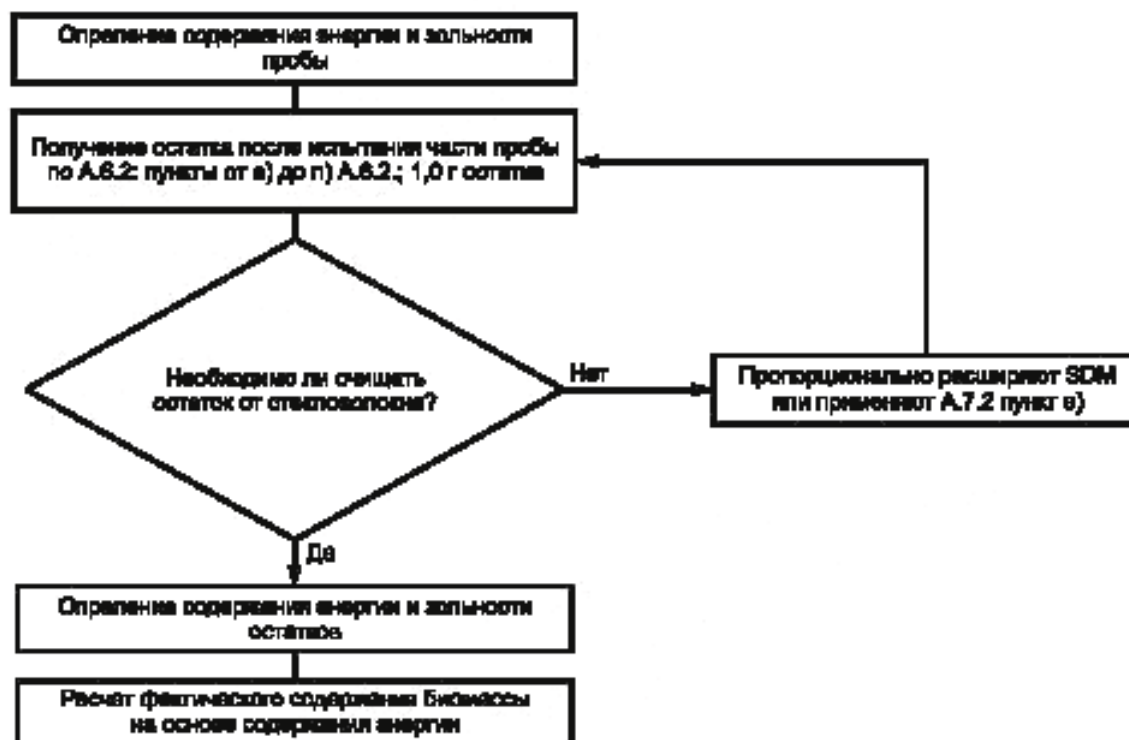 Опраление содержания энергии и зольности
пробы
Получение остатка после испытания части пробы
по А.6.2: пункты от а) до n) А.6.2.; 1,0 г остатка
Необходимо ли очищать
остаток от стекловолокна?
Нет
Пропорционально расширяют SDM
или применяют А.7.2 пункт е)
Да
Опраление содержания энергии и зольности
остатков
Расчет фактического содержания биомассы
на основе содержания энергии